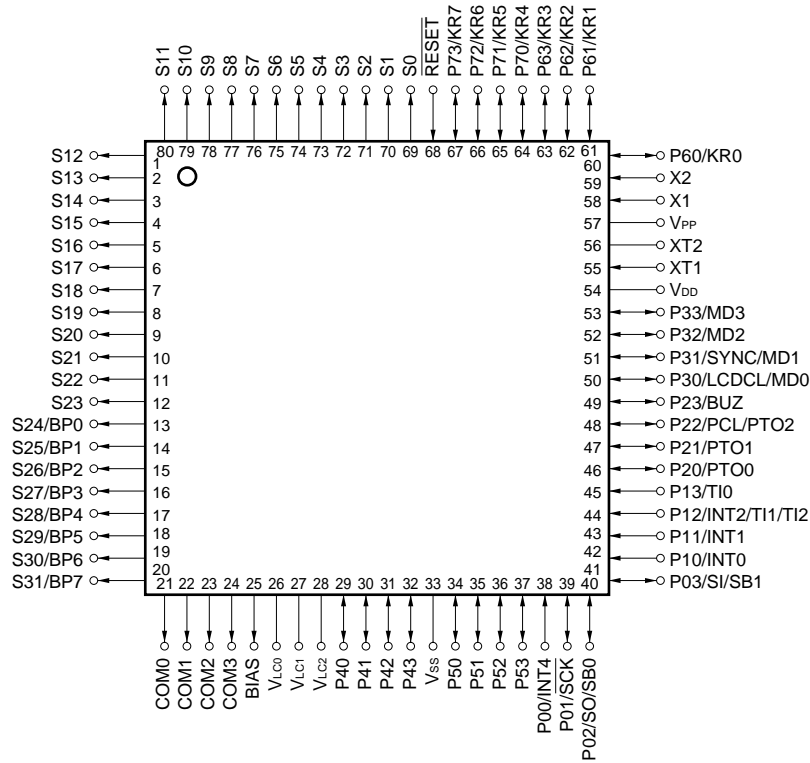 S11
S10
S9
S8
S7
S6
S5
S4
S3
S2
S1
S0
RESET
P73/KR7
P72/KR6
P71/KR5
P70/KR4
P63/KR3
P62/KR2
P61/KR1
80 79 78 77 76 75 74 73 72 71 70 69 68 67 66 65 64 63 62 61
S12 1 60 P60/KR0
S13 2 59 X2
S14 3 58 X1
S15 4 57 VPP
S16 5 56 XT2
S17 6 55 XT1
S18 7 54 VDD
S19 8 53 P33/MD3
S20 9 52 P32/MD2
S21 10 51 P31/SYNC/MD1
S22 11 50 P30/LCDCL/MD0
S23 12 49 P23/BUZ
S24/BP0 13 48 P22/PCL/PTO2
S25/BP1 14 47 P21/PTO1
S26/BP2 15 46 P20/PTO0
S27/BP3 16 45 P13/TI0
S28/BP4 17 44 P12/INT2/TI1/TI2
S29/BP5 18 43 P11/INT1
S30/BP6 19 42 P10/INT0
S31/BP7 20 41 P03/SI/SB1
21 22 23 24 25 26 27 28 29 30 31 32 33 34 35 36 37 38 39 40
COM0
COM1
COM2
COM3
BIAS
VLC0
VLC1
VLC2
P40
P41
P42
P43
VSS
P50
P51
P52
P53
P00/INT4
P01/SCK
P02/SO/SB0